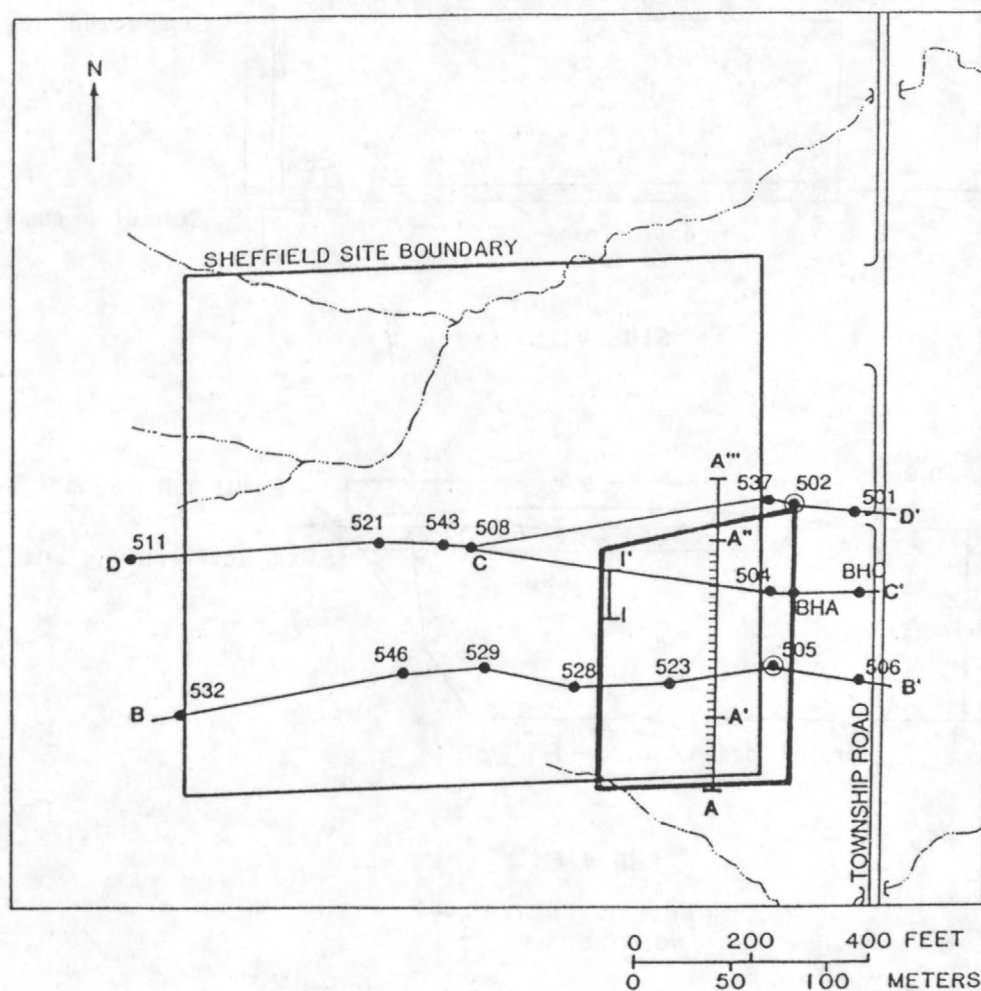 N
SHEFFIELD SITE BOUNDARY
A'''
537 502
501
D'
521
543
508
511
D
C
A''
I'
504
BHC
C'
BHA
I
505
546
529
528
523
506
B'
532
B
A'
A
TOWNSHIP ROAD
0 200 400 FEET
0 50 100 METERS